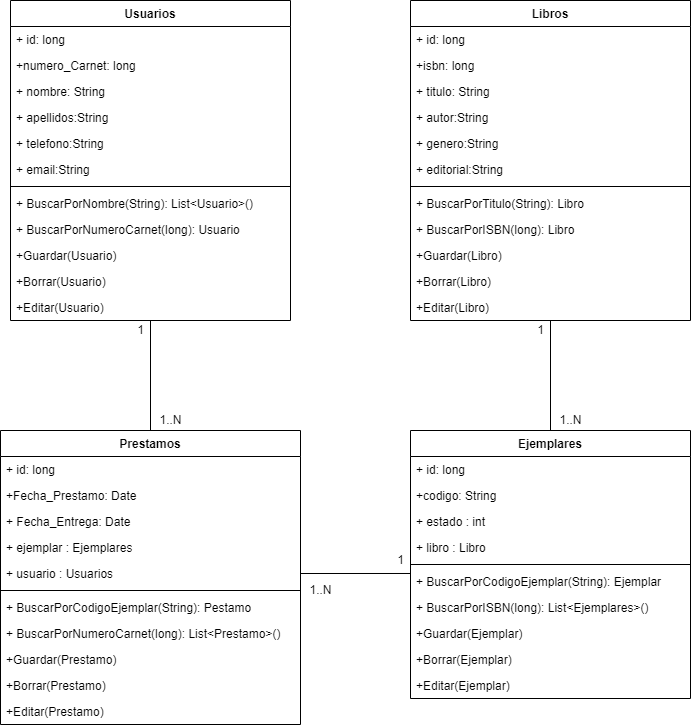 Usuarios
+ id: long
+numero_Carnet: long
+ nombre: String
+ apellidos:String
+ telefono:String
+ email:String
+ BuscarPorNombre(String): List<Usuario>()
+ BuscarPorNumeroCarnet(long): Usuario
+Guardar(Usuario)
+Borrar(Usuario)
+Editar(Usuario)
Libros
+ id: long
+isbn: long
+ titulo: String
+ autor:String
+ genero:String
+ editorial:String
+ BuscarPorTitulo(String): Libro
+ BuscarPorISBN(long): Libro
+Guardar(Libro)
+Borrar(Libro)
+Editar(Libro)
1
1..N
1
1..N
Prestamos
+ id: long
+Fecha_Prestamo: Date
+ Fecha_Entrega: Date
+ ejemplar : Ejemplares
+ usuario : Usuarios
+ BuscarPorCodigoEjemplar(String): Pestamo
+ BuscarPorNumeroCarnet(long): List<Prestamo>()
+Guardar(Prestamo)
+Borrar(Prestamo)
+Editar(Prestamo)
1
1..N
Ejemplares
+ id: long
+codigo: String
+ estado : int
+ libro : Libro
+ BuscarPorCodigoEjemplar(String): Ejemplar
+ BuscarPorISBN(long): List<Ejemplares>()
+Guardar(Ejemplar)
+Borrar(Ejemplar)
+Editar(Ejemplar)